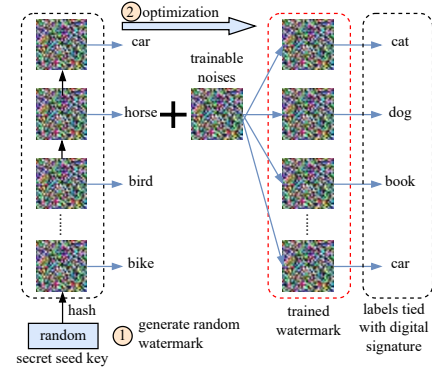 ② optimization
car
trainable
noises
cat
horse
dog
bird
book
bike
car
hash
random
secret seed key
① generate random
watermark
trained
watermark
labels tied
with digital
signature